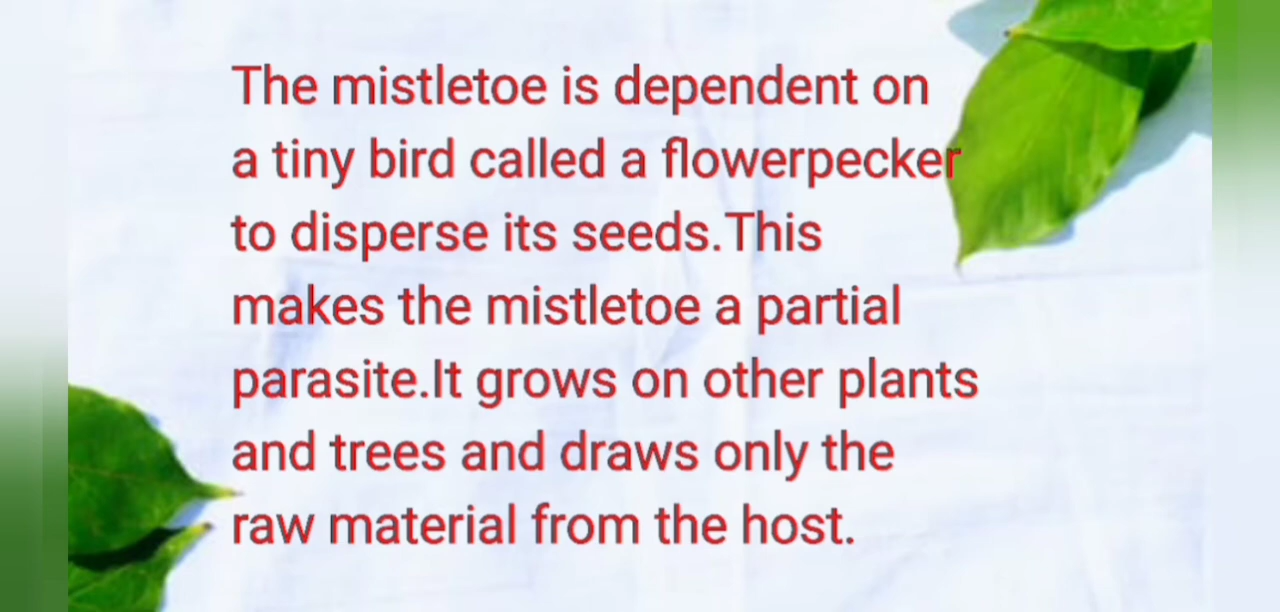 The mistletoe is dependent on
a tiny bird called a flowerpecker
to disperse its seeds.This
makes the mistletoe a partial
parasite.It grows on other plants
and trees and draws only the
raw material from the host.